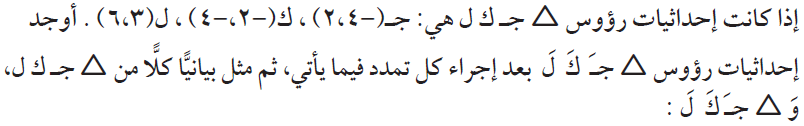 إذا كانت إحداثيات رؤوس △ جـ ك ل هي: جـ(-٢،٤) ، ك(-٢،-٤) ، ل(٦،٣) . أوجد
إحداثيات رؤوس △ جـَ كَ لَ بعد إجراء كل تمدد فيما يأتي، ثم مثل بيانيًّا كلًّا من △ جـ ك ل،
وَ △ جـَ كَ لَ :